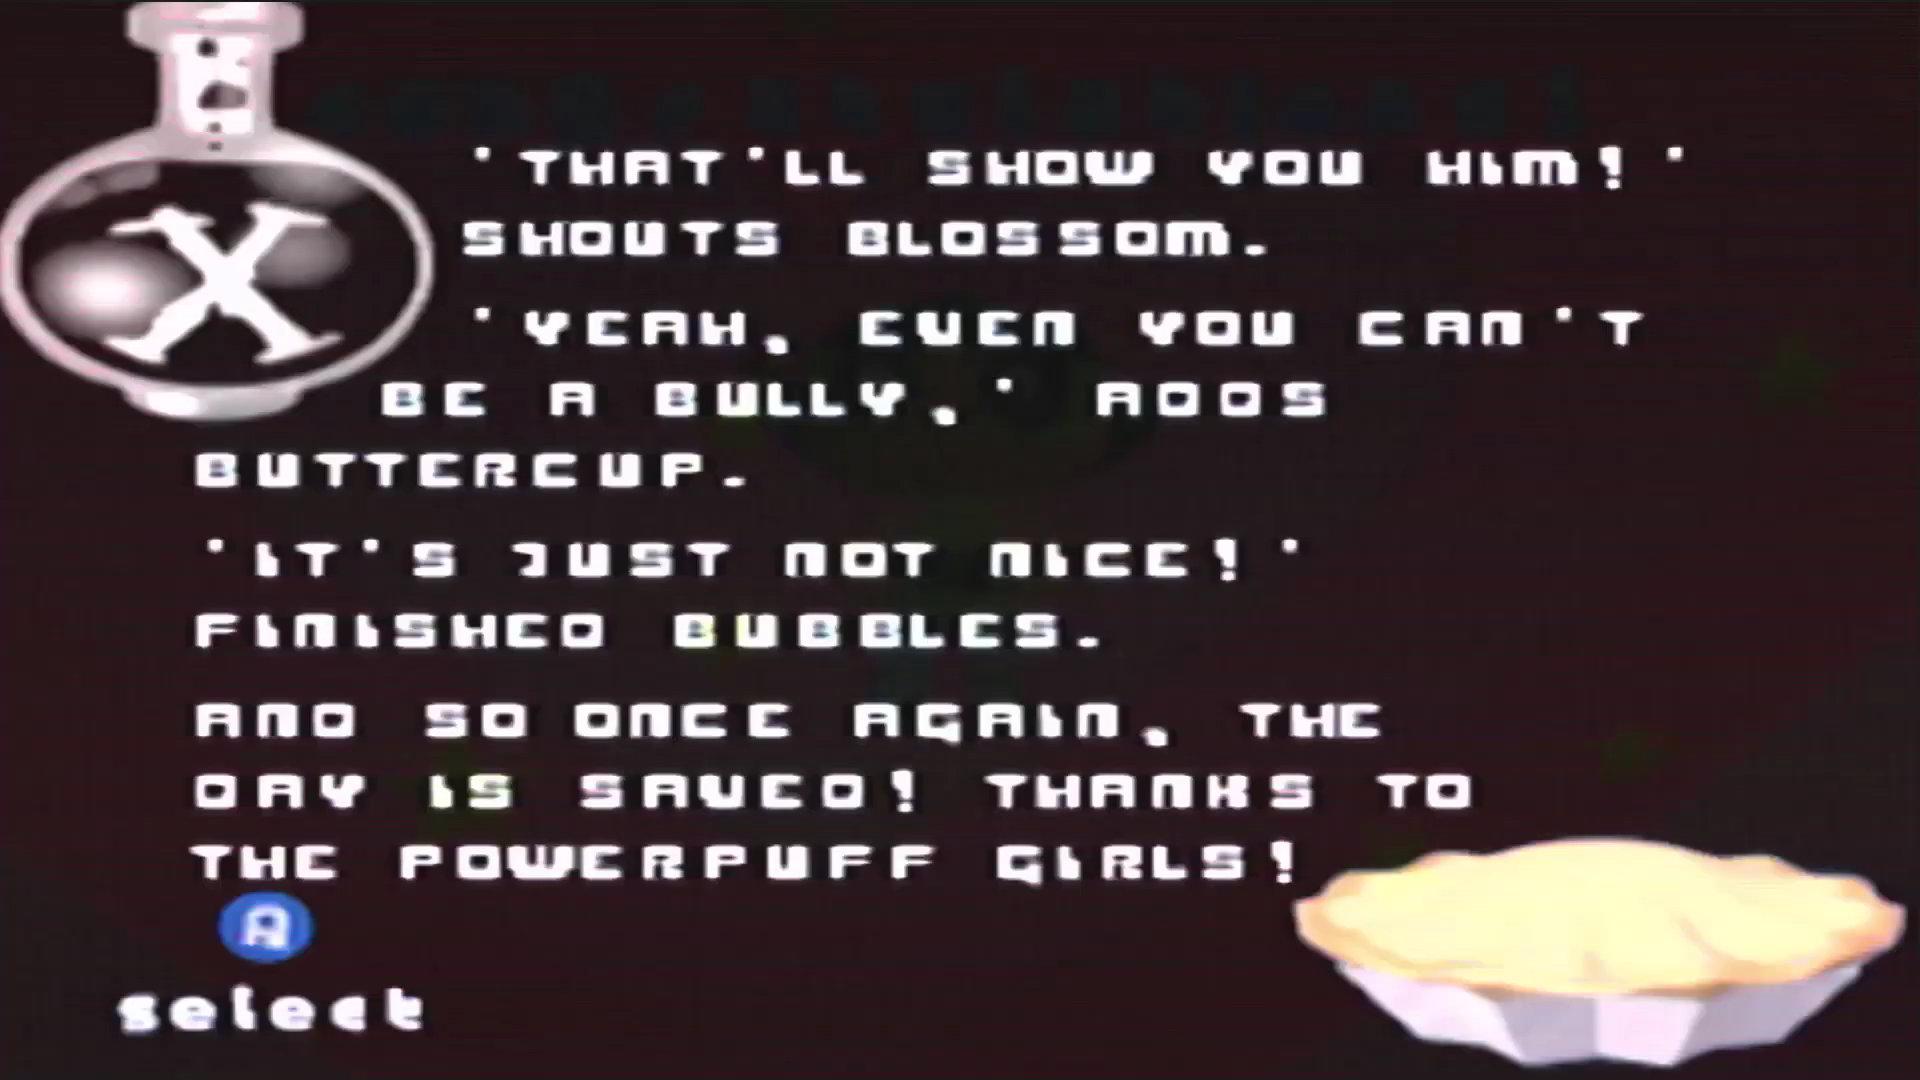 X
'THAT'LL SHOW YOU HIM!'
SHOUTS BLOSSOM.
'YEAH, EVEN YOU CAN'T
BE A BULLY,' ADDS
BUTTERCUP.
'IT'S JUST NOT NICE!'
FINISHED BUBBLES.
AND SO ONCE AGAIN, THE
DAY IS SAVED! THANKS TO
THE POWERPUFF GIRLS!
A
select